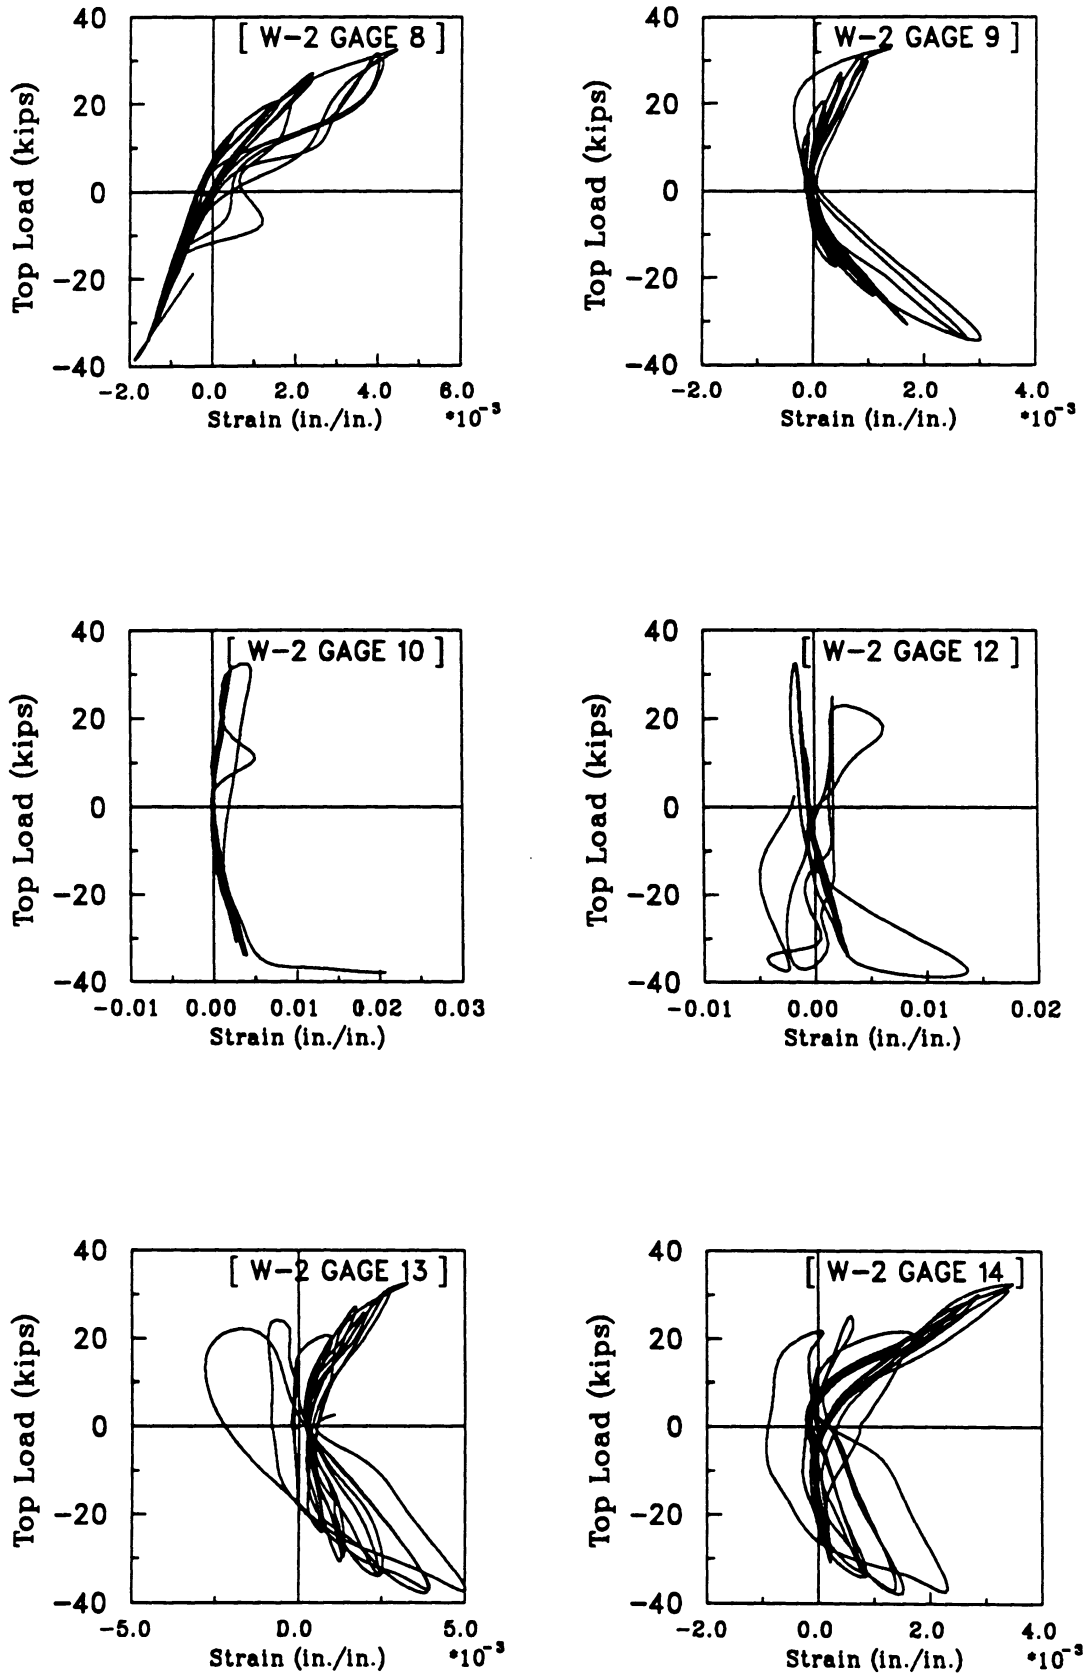 [ W-2 GAGE 8 ]
40
20
0
-20
-40
Top Load (kips)
-2.0 0.0 2.0 4.0 6.0
Strain (in./in.) *10⁻³
[ W-2 GAGE 9 ]
40
20
0
-20
-40
Top Load (kips)
-2.0 0.0 2.0 4.0
Strain (in./in.) *10⁻³
[ W-2 GAGE 10 ]
40
20
0
-20
-40
Top Load (kips)
-0.01 0.00 0.01 0.02 0.03
Strain (in./in.)
[ W-2 GAGE 12 ]
40
20
0
-20
-40
Top Load (kips)
-0.01 0.00 0.01 0.02
Strain (in./in.)
[ W-2 GAGE 13 ]
40
20
0
-20
-40
Top Load (kips)
-5.0 0.0 5.0
Strain (in./in.) *10⁻³
[ W-2 GAGE 14 ]
40
20
0
-20
-40
Top Load (kips)
-2.0 0.0 2.0 4.0
Strain (in./in.) *10⁻³